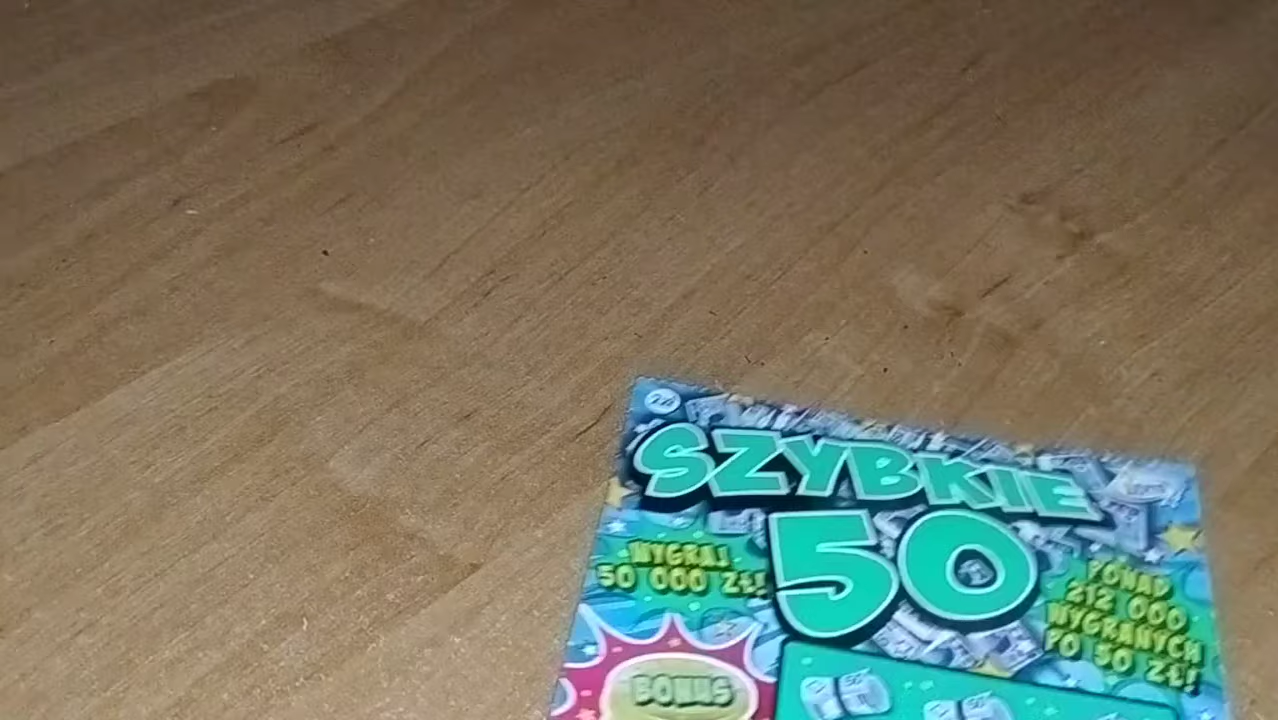 SZYBKIE
50
WYGRAJ
50 000 ZŁ!
PONAD
212 000
WYGRANYCH
PO 50 ZŁ!
BONUS